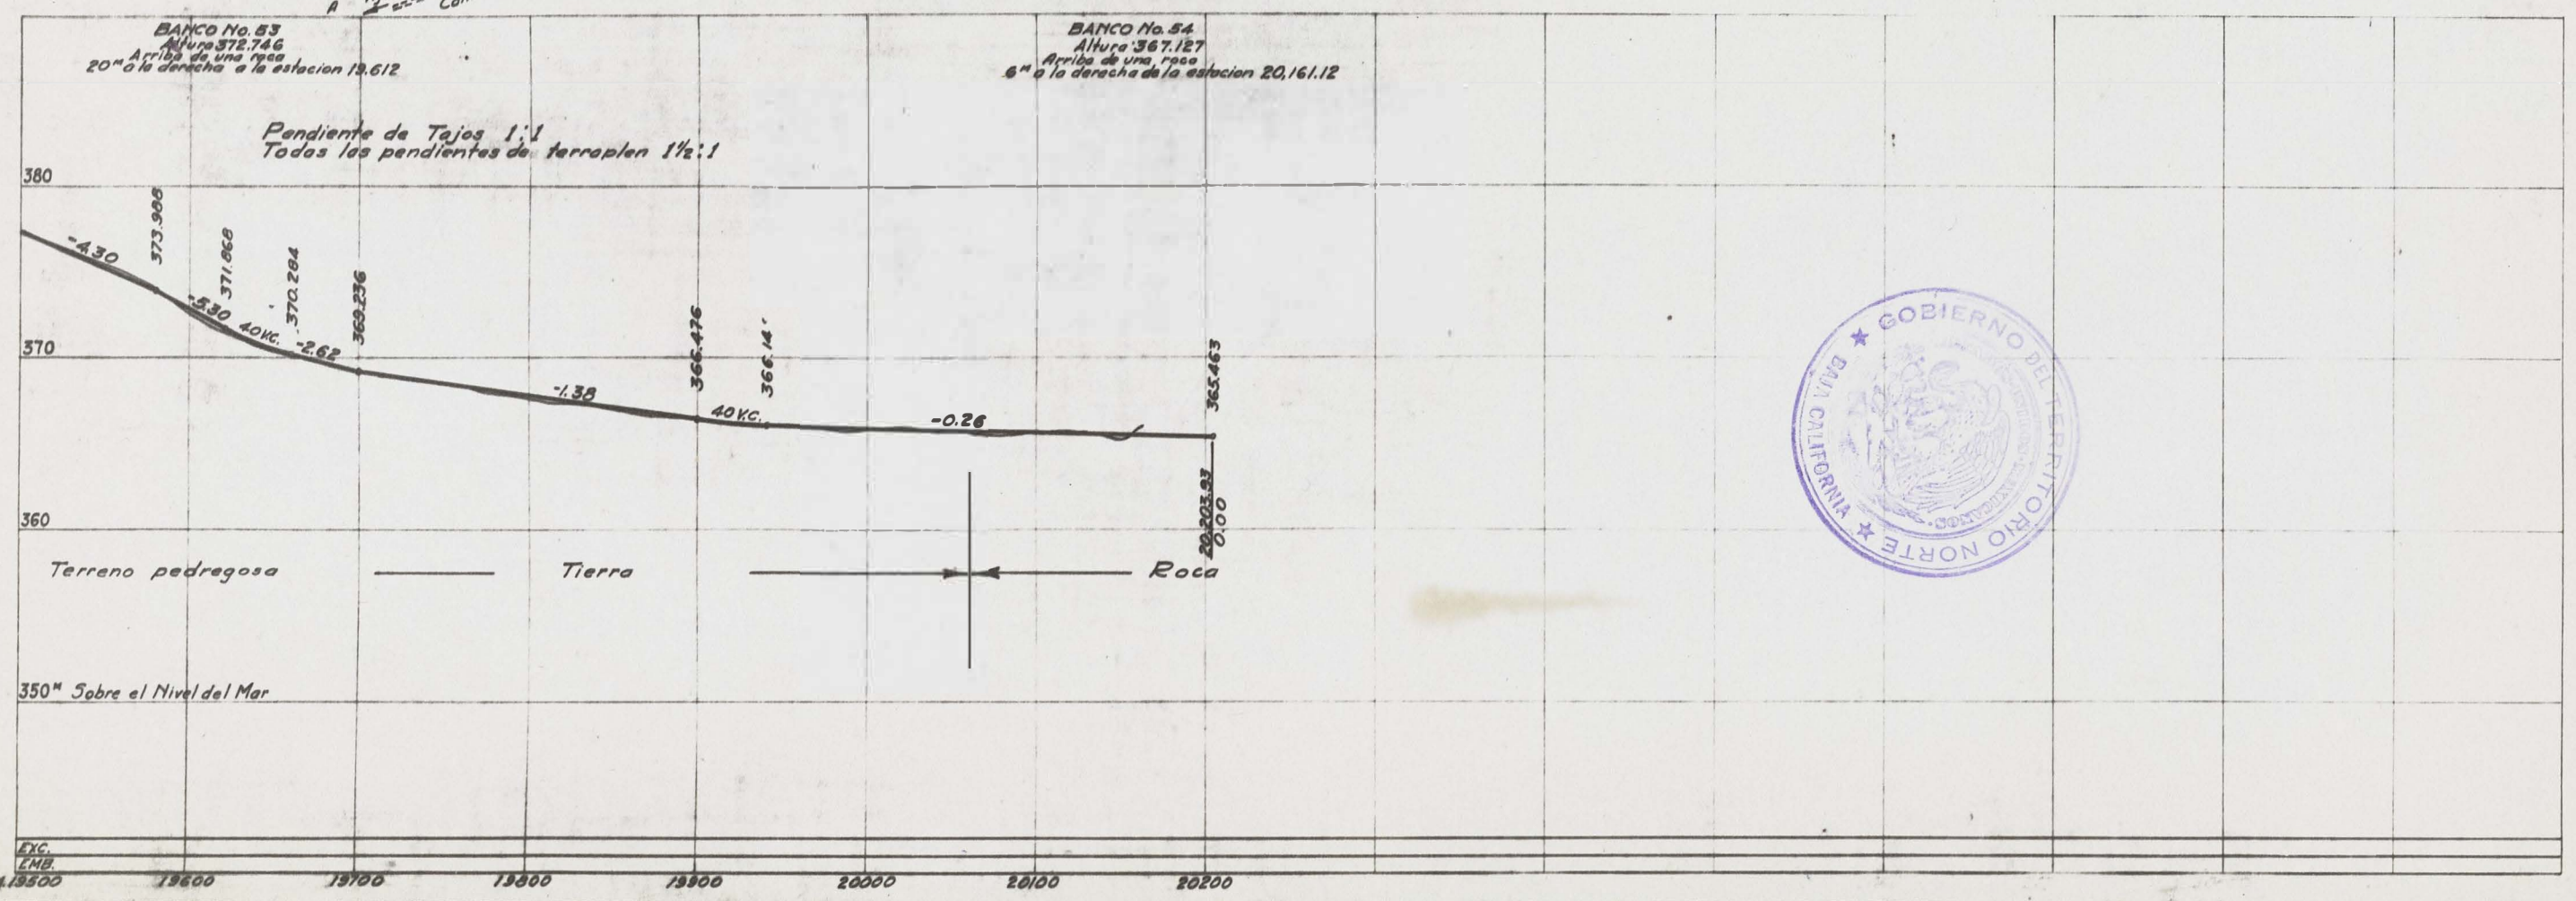 BANCO No. 53
Altura 372.746
Arriba de una roca
20ᴹ a la derecha a la estacion 19.612
BANCO No. 54
Altura 367.127
Arriba de una roca
6ᴹ a la derecha de la estacion 20,161.12
Pendiente de Tajos 1:1
Todas las pendientes de terraplen 1½:1
380
373.988
371.868
370.284
369.236
366.476
366.14
365.463
-4.30
-5.30
40 V.C.
-2.62
-1.38
40 V.C.
-0.26
370
360
20,203.93
0.00
Terreno pedregosa
Tierra
Roca
350ᴹ Sobre el Nivel del Mar
EXC.
EMB.
19500 19600 19700 19800 19900 20000 20100 20200
★ GOBIERNO DEL TERRITORIO NORTE ★
BAJA CALIFORNIA